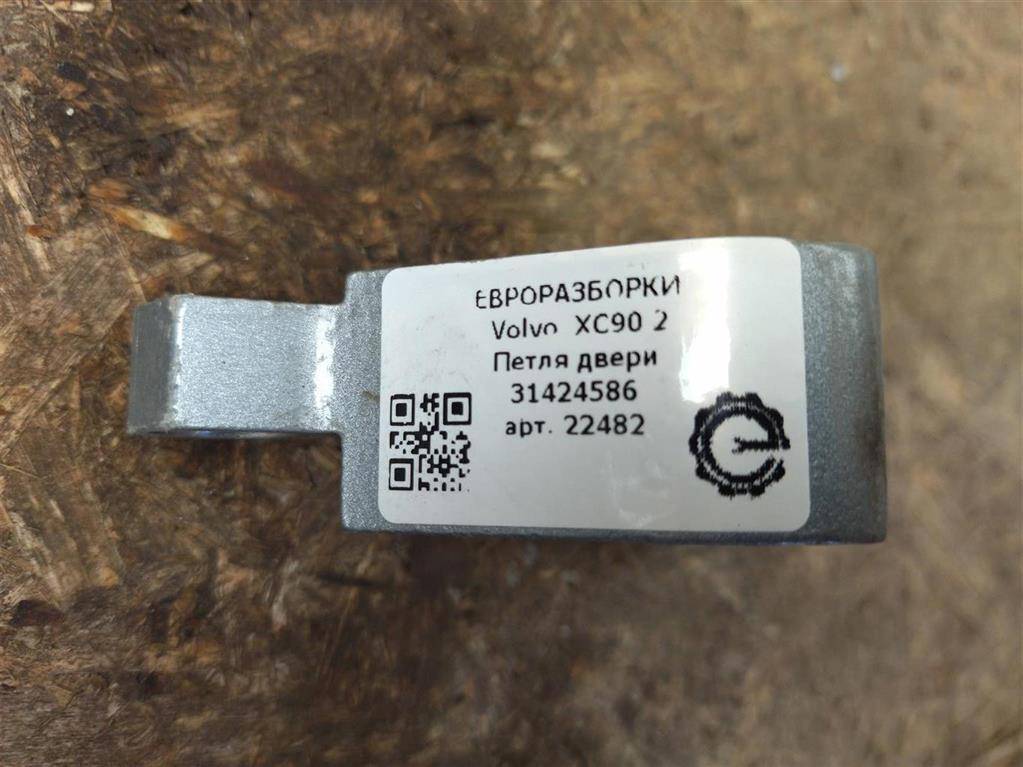 ЕВРОРАЗБОРКИ
Volvo XC90 2
Петля двери
31424586
арт. 22482